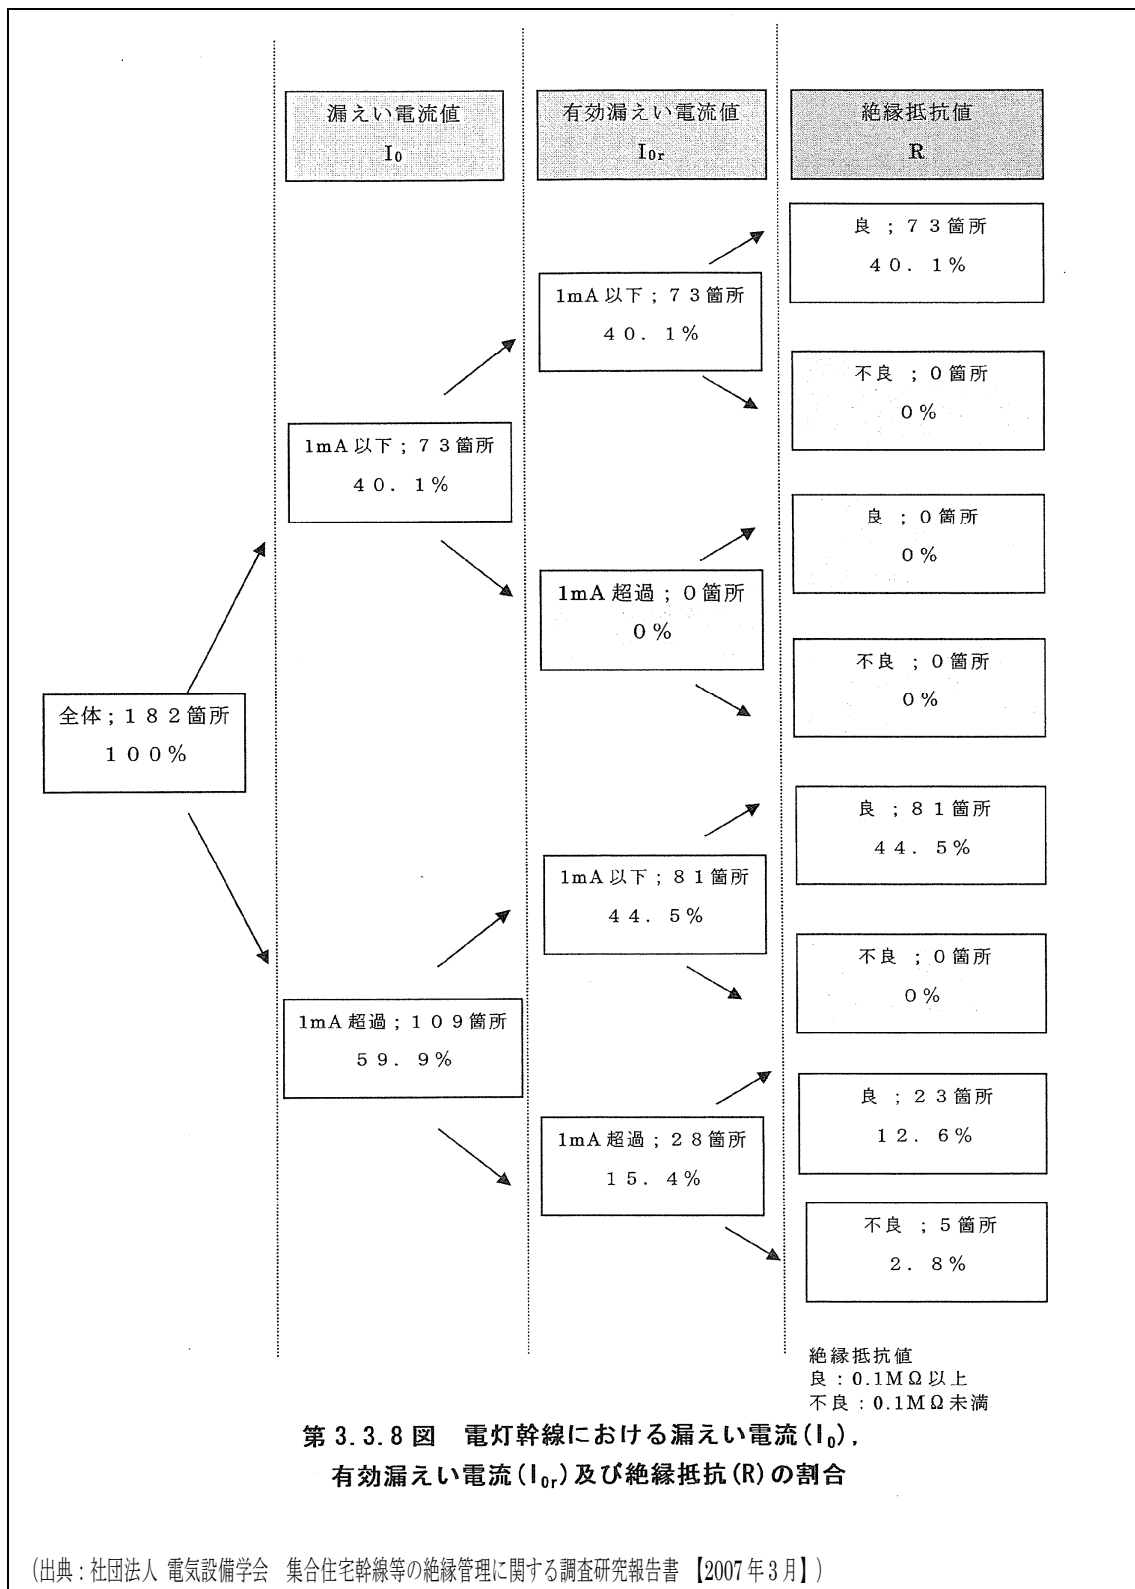 漏えい電流値
I₀
有効漏えい電流値
I₀r
絶縁抵抗値
R
良 ; 73箇所
40.1%
1mA以下; 73箇所
40.1%
不良 ; 0箇所
0%
1mA以下; 73箇所
40.1%
良 ; 0箇所
0%
1mA超過; 0箇所
0%
不良 ; 0箇所
0%
全体; 182箇所
100%
良 ; 81箇所
44.5%
1mA以下; 81箇所
44.5%
不良 ; 0箇所
0%
1mA超過; 109箇所
59.9%
良 ; 23箇所
12.6%
1mA超過; 28箇所
15.4%
不良 ; 5箇所
2.8%
絶縁抵抗値
良:0.1MΩ以上
不良:0.1MΩ未満
第3.3.8図 電灯幹線における漏えい電流(I₀),
有効漏えい電流(I₀r)及び絶縁抵抗(R)の割合
(出典:社団法人 電気設備学会 集合住宅幹線等の絶縁管理に関する調査研究報告書 【2007年3月】)